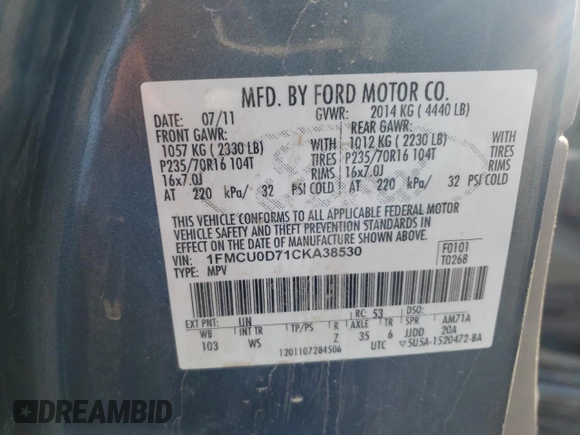 MFD. BY FORD MOTOR CO.
DATE: 07/11 GVWR: 2014 KG ( 4440 LB)
FRONT GAWR: REAR GAWR:
1057 KG ( 2330 LB) WITH 1012 KG ( 2230 LB) WITH
P235/70R16 104T TIRES P235/70R16 104T TIRES
16x7.0J RIMS 16x7.0J RIMS
AT 220 kPa/ 32 PSI COLD AT 220 kPa/ 32 PSI COLD
THIS VEHICLE CONFORMS TO ALL APPLICABLE FEDERAL MOTOR
VEHICLE SAFETY AND THEFT PREVENTION STANDARDS IN
EFFECT ON THE DATE OF MANUFACTURE SHOWN ABOVE.
VIN: 1FMCU0D71CKA38530 F0101
TYPE: MPV T0268
EXT PNT: UN RC: 53 DSO:
WB INT TR TP/PS R AXLE TR SPR AM71A
103 WS Z 35 6 JJDD 20A
1201107284506 UTC ▽5U5A-1520472-BA
DREAMBID